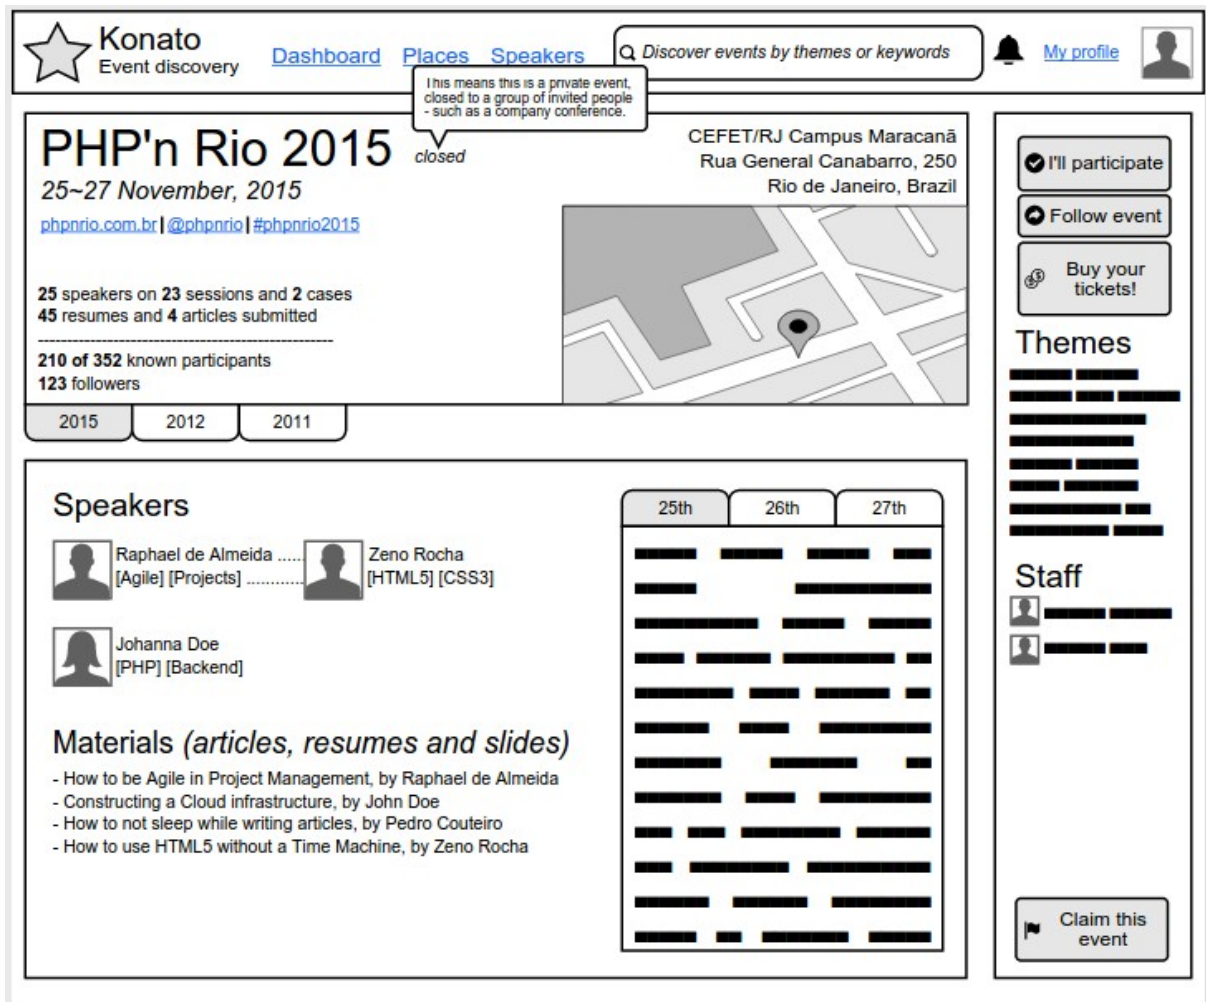 Konato
Event discovery
Dashboard Places Speakers
Discover events by themes or keywords
My profile
This means this is a private event,
closed to a group of invited people
- such as a company conference.
PHP'n Rio 2015 closed
25~27 November, 2015
phpnrio.com.br | @phpnrio | #phpnrio2015
25 speakers on 23 sessions and 2 cases
45 resumes and 4 articles submitted
210 of 352 known participants
123 followers
CEFET/RJ Campus Maracanã
Rua General Canabarro, 250
Rio de Janeiro, Brazil
2015 2012 2011
Speakers
Raphael de Almeida ......
[Agile] [Projects] ............
Zeno Rocha
[HTML5] [CSS3]
Johanna Doe
[PHP] [Backend]
Materials (articles, resumes and slides)
- How to be Agile in Project Management, by Raphael de Almeida
- Constructing a Cloud infrastructure, by John Doe
- How to not sleep while writing articles, by Pedro Couteiro
- How to use HTML5 without a Time Machine, by Zeno Rocha
25th 26th 27th
I'll participate
Follow event
Buy your
tickets!
Themes
Staff
Claim this
event